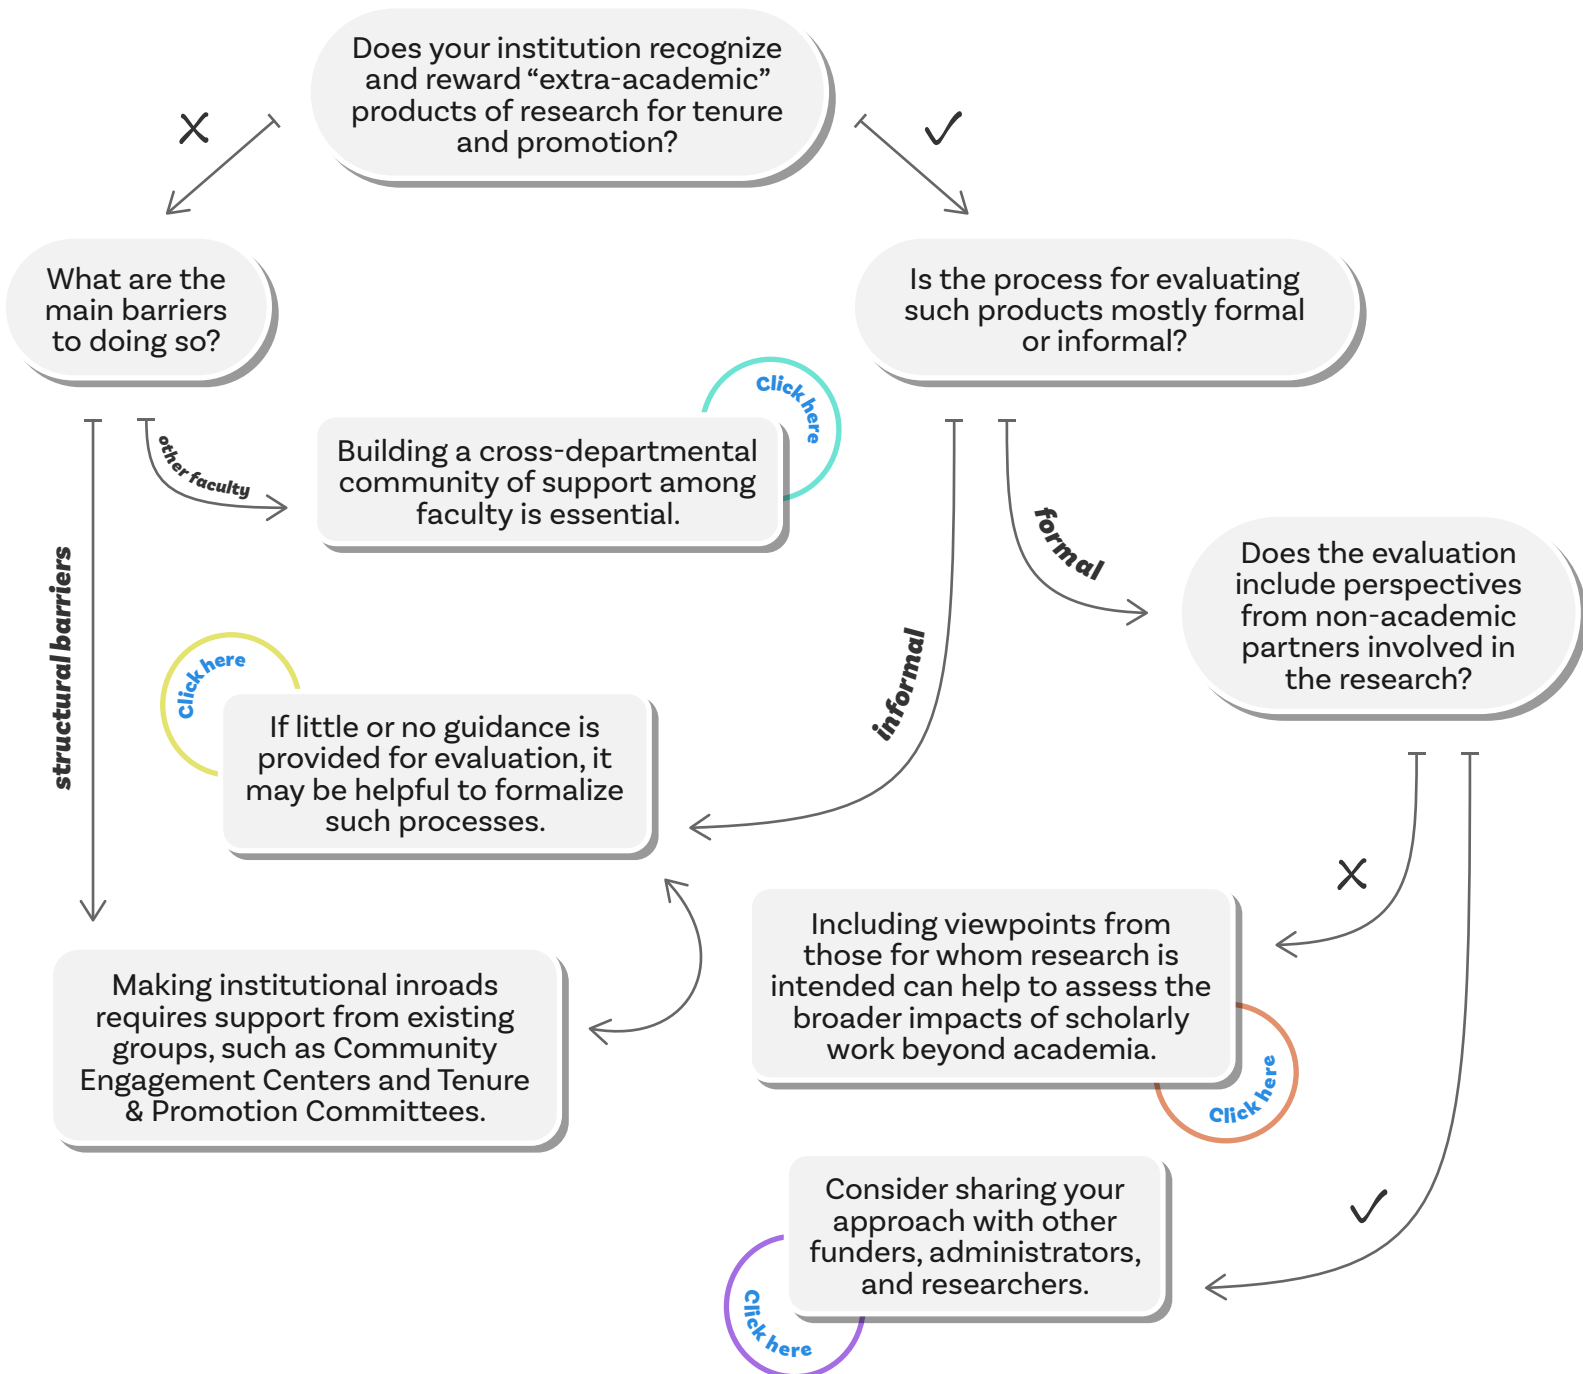 Does your institution recognize
and reward “extra-academic”
products of research for tenure
and promotion?
What are the
main barriers
to doing so?
Is the process for evaluating
such products mostly formal
or informal?
Click here
other faculty
Building a cross-departmental
community of support among
faculty is essential.
structural barriers
formal
informal
Does the evaluation
include perspectives
from non-academic
partners involved in
the research?
Click here
If little or no guidance is
provided for evaluation, it
may be helpful to formalize
such processes.
Making institutional inroads
requires support from existing
groups, such as Community
Engagement Centers and Tenure
& Promotion Committees.
Including viewpoints from
those for whom research is
intended can help to assess the
broader impacts of scholarly
work beyond academia.
Click here
Consider sharing your
approach with other
funders, administrators,
and researchers.
Click here